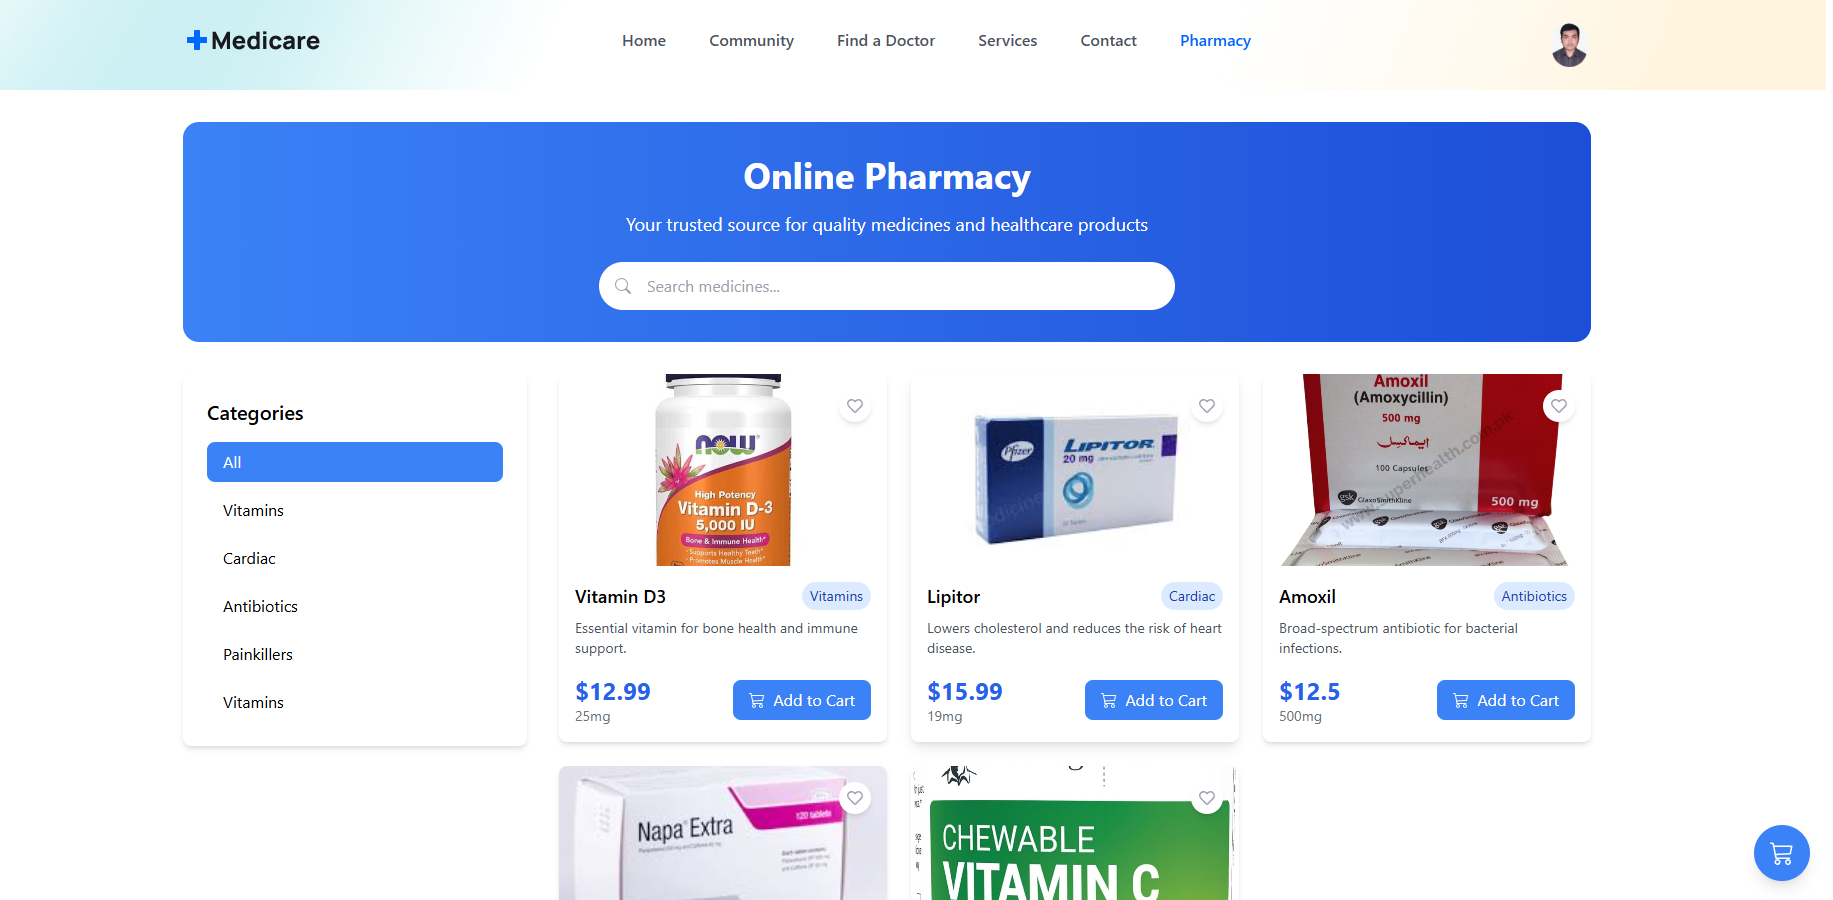 Medicare
Home
Community
Find a Doctor
Services
Contact
Pharmacy
Online Pharmacy
Your trusted source for quality medicines and healthcare products
Search medicines...
Categories
All
Vitamins
Cardiac
Antibiotics
Painkillers
Vitamins
NOW
High Potency
Vitamin D-3
5,000 IU
Bone & Immune Health*
Supports Healthy Teeth*
Promotes Muscle Health*
Vitamin D3
Vitamins
Essential vitamin for bone health and immune
support.
$12.99
25mg
Add to Cart
Pfizer
LIPITOR
20 mg
Lipitor
Cardiac
Lowers cholesterol and reduces the risk of heart
disease.
$15.99
19mg
Add to Cart
Amoxil
(Amoxycillin)
500 mg
ایماکسل
100 Capsules
gsk GlaxoSmithKline
500 mg
www.superhealth.com.pk
Amoxil
Antibiotics
Broad-spectrum antibiotic for bacterial
infections.
$12.5
500mg
Add to Cart
Napa Extra
120 tablets
CHEWABLE
VITAMIN C